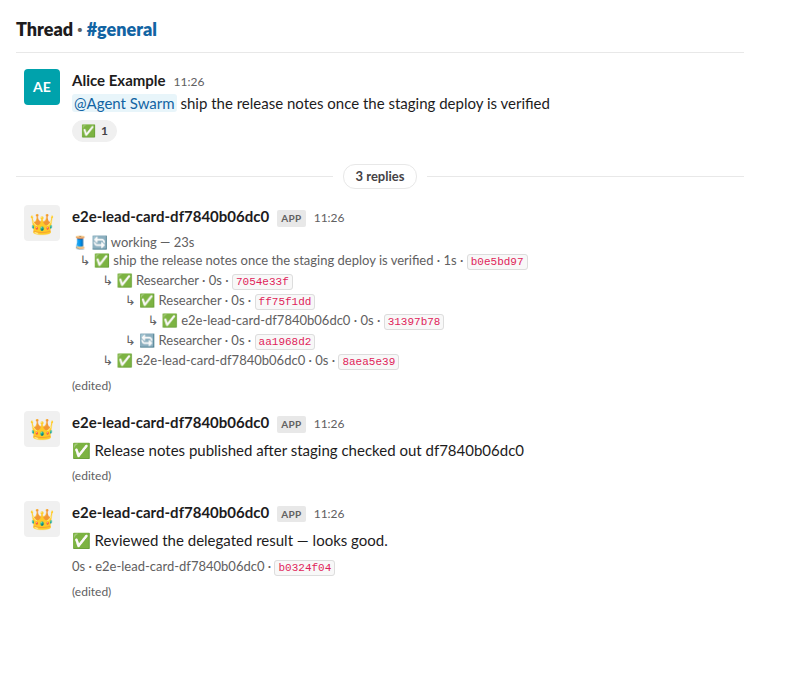 Thread • #general
AE
Alice Example 11:26
@Agent Swarm ship the release notes once the staging deploy is verified
✅ 1
3 replies
e2e-lead-card-df7840b06dc0 APP 11:26
🧵 🔄 working — 23s
↳ ✅ ship the release notes once the staging deploy is verified · 1s · b0e5bd97
↳ ✅ Researcher · 0s · 7054e33f
↳ ✅ Researcher · 0s · ff75f1dd
↳ ✅ e2e-lead-card-df7840b06dc0 · 0s · 31397b78
↳ 🔄 Researcher · 0s · aa1968d2
↳ ✅ e2e-lead-card-df7840b06dc0 · 0s · 8aea5e39
(edited)
e2e-lead-card-df7840b06dc0 APP 11:26
✅ Release notes published after staging checked out df7840b06dc0
(edited)
e2e-lead-card-df7840b06dc0 APP 11:26
✅ Reviewed the delegated result — looks good.
0s · e2e-lead-card-df7840b06dc0 · b0324f04
(edited)